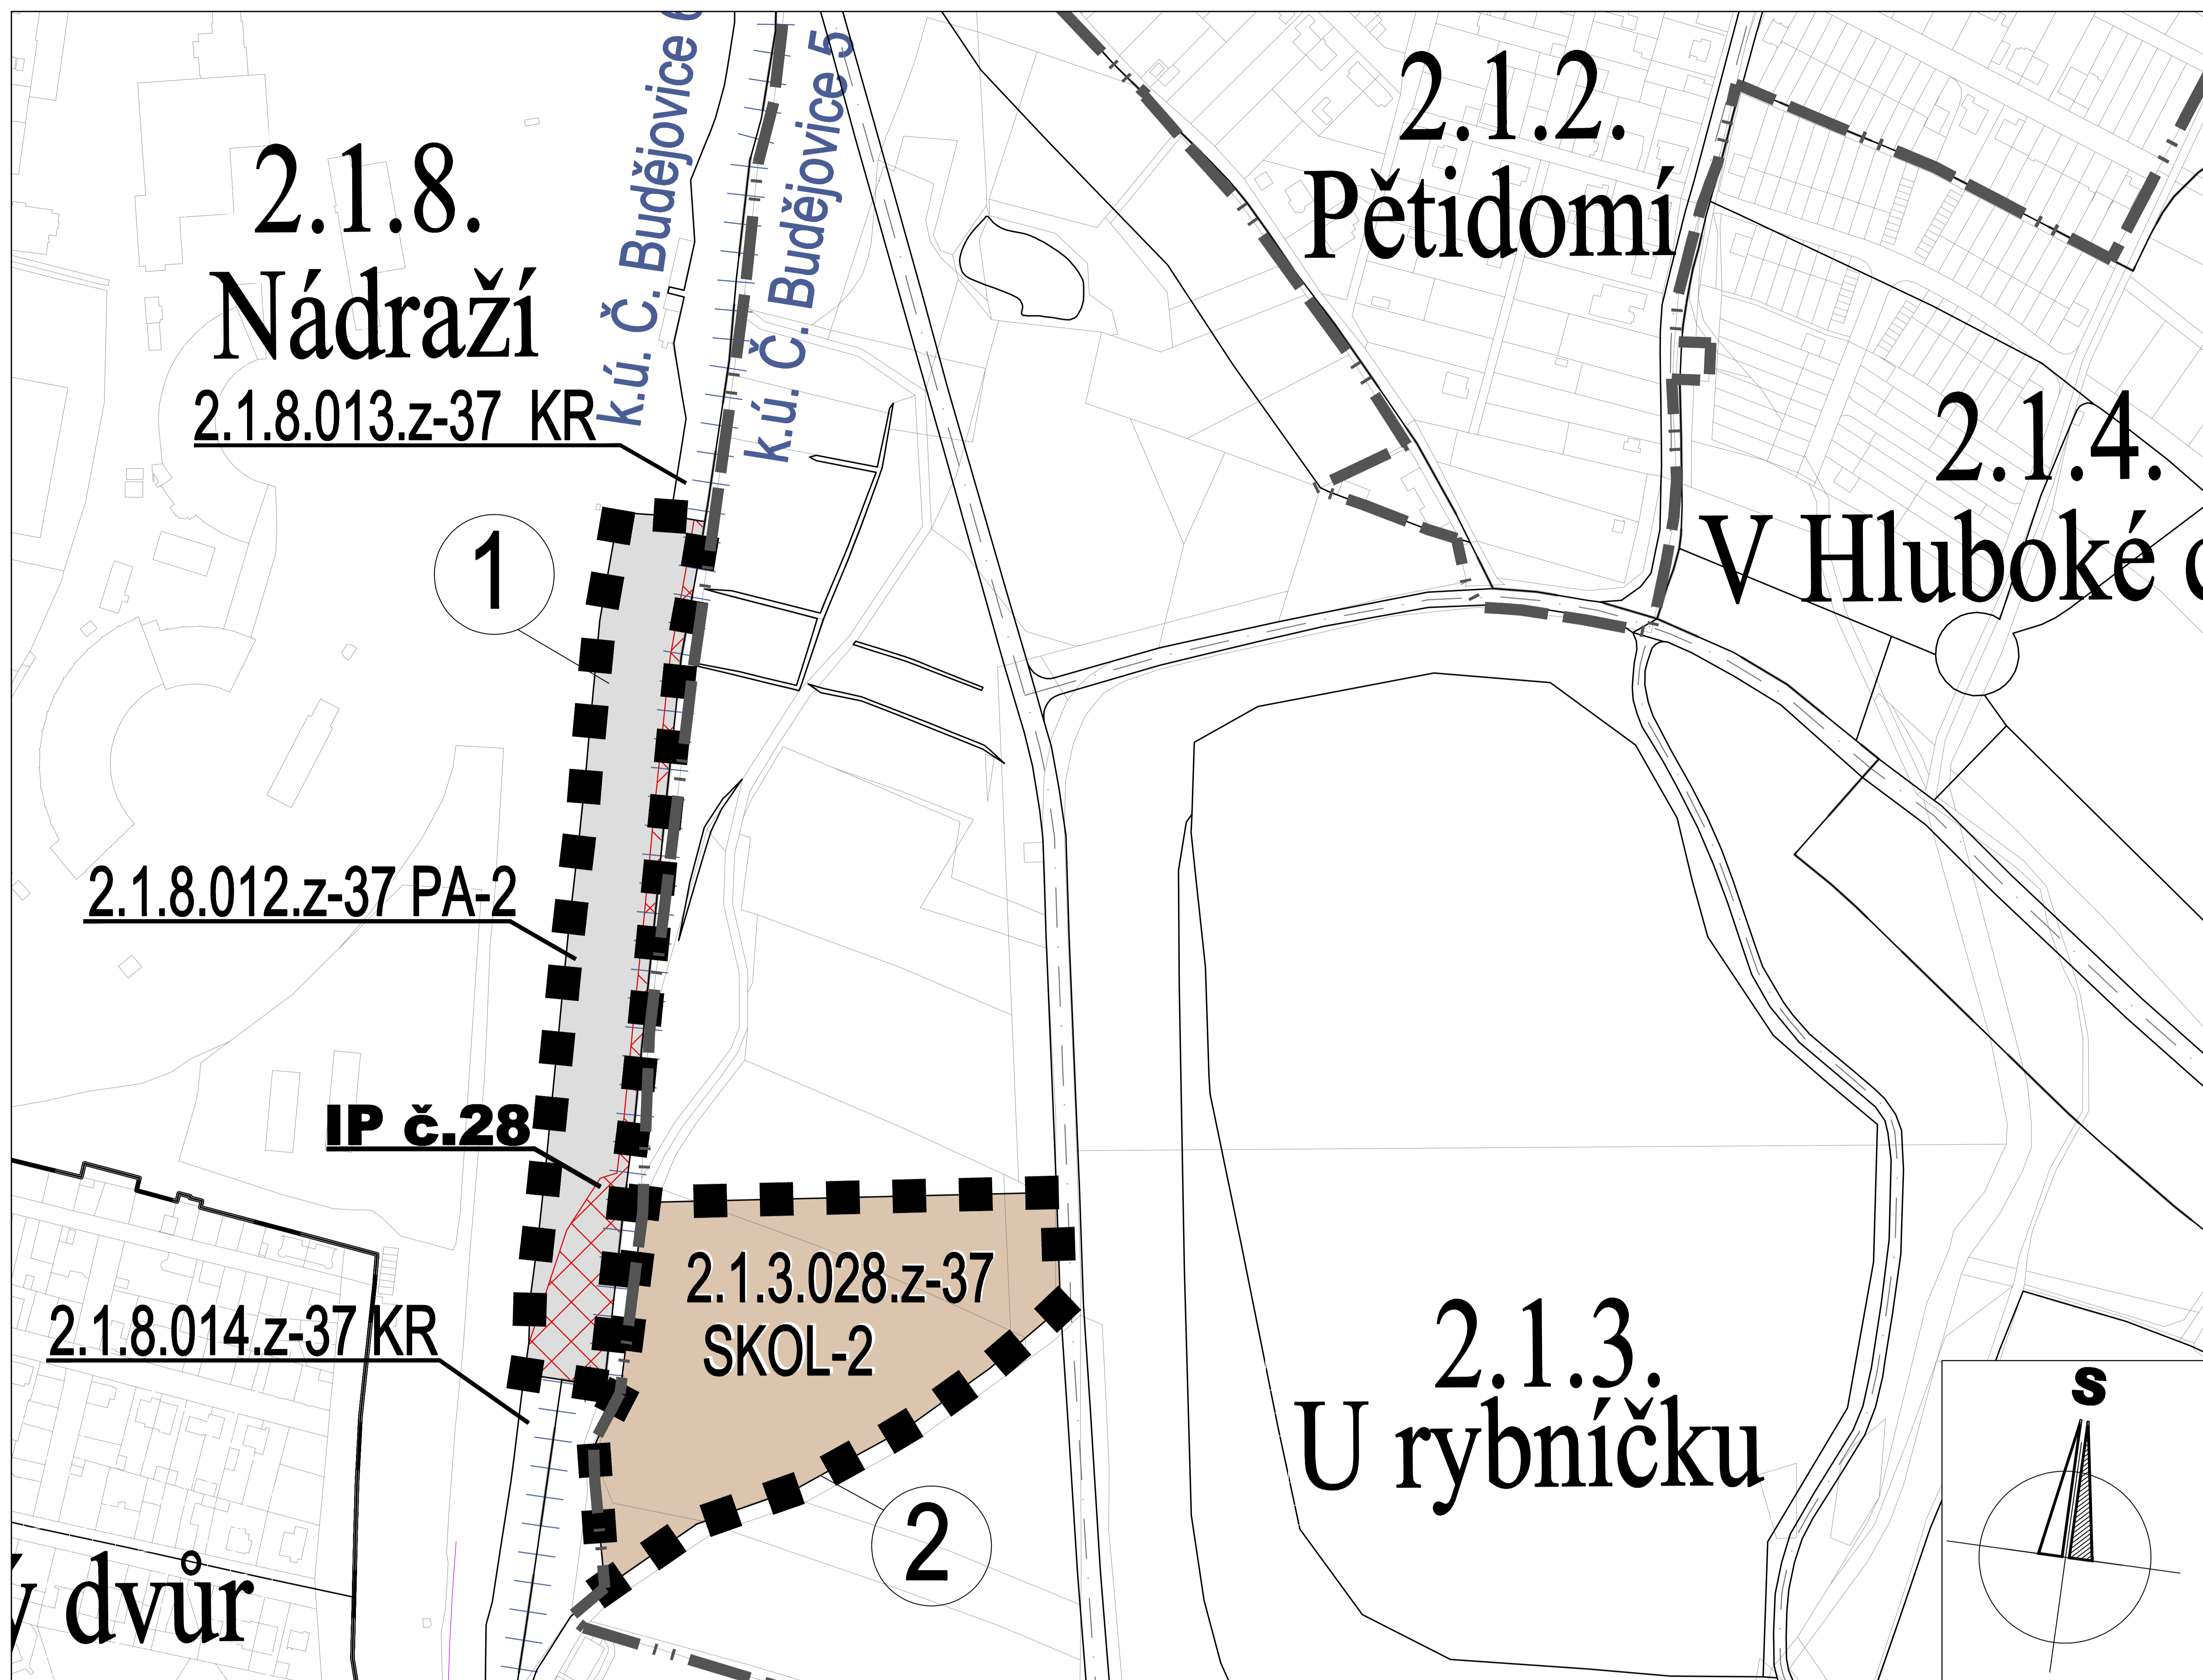 k.ú. Č. Budějovice 6
k.ú. Č. Budějovice 5
2.1.2.
Pětidomí
2.1.8.
Nádraží
2.1.8.013.z-37 KR
2.1.4.
V Hluboké c
1
2.1.8.012.z-37 PA-2
IP č.28
2.1.3.028.z-37
SKOL-2
2.1.8.014.z-37 KR
2.1.3.
U rybníčku
S
2
ý dvůr